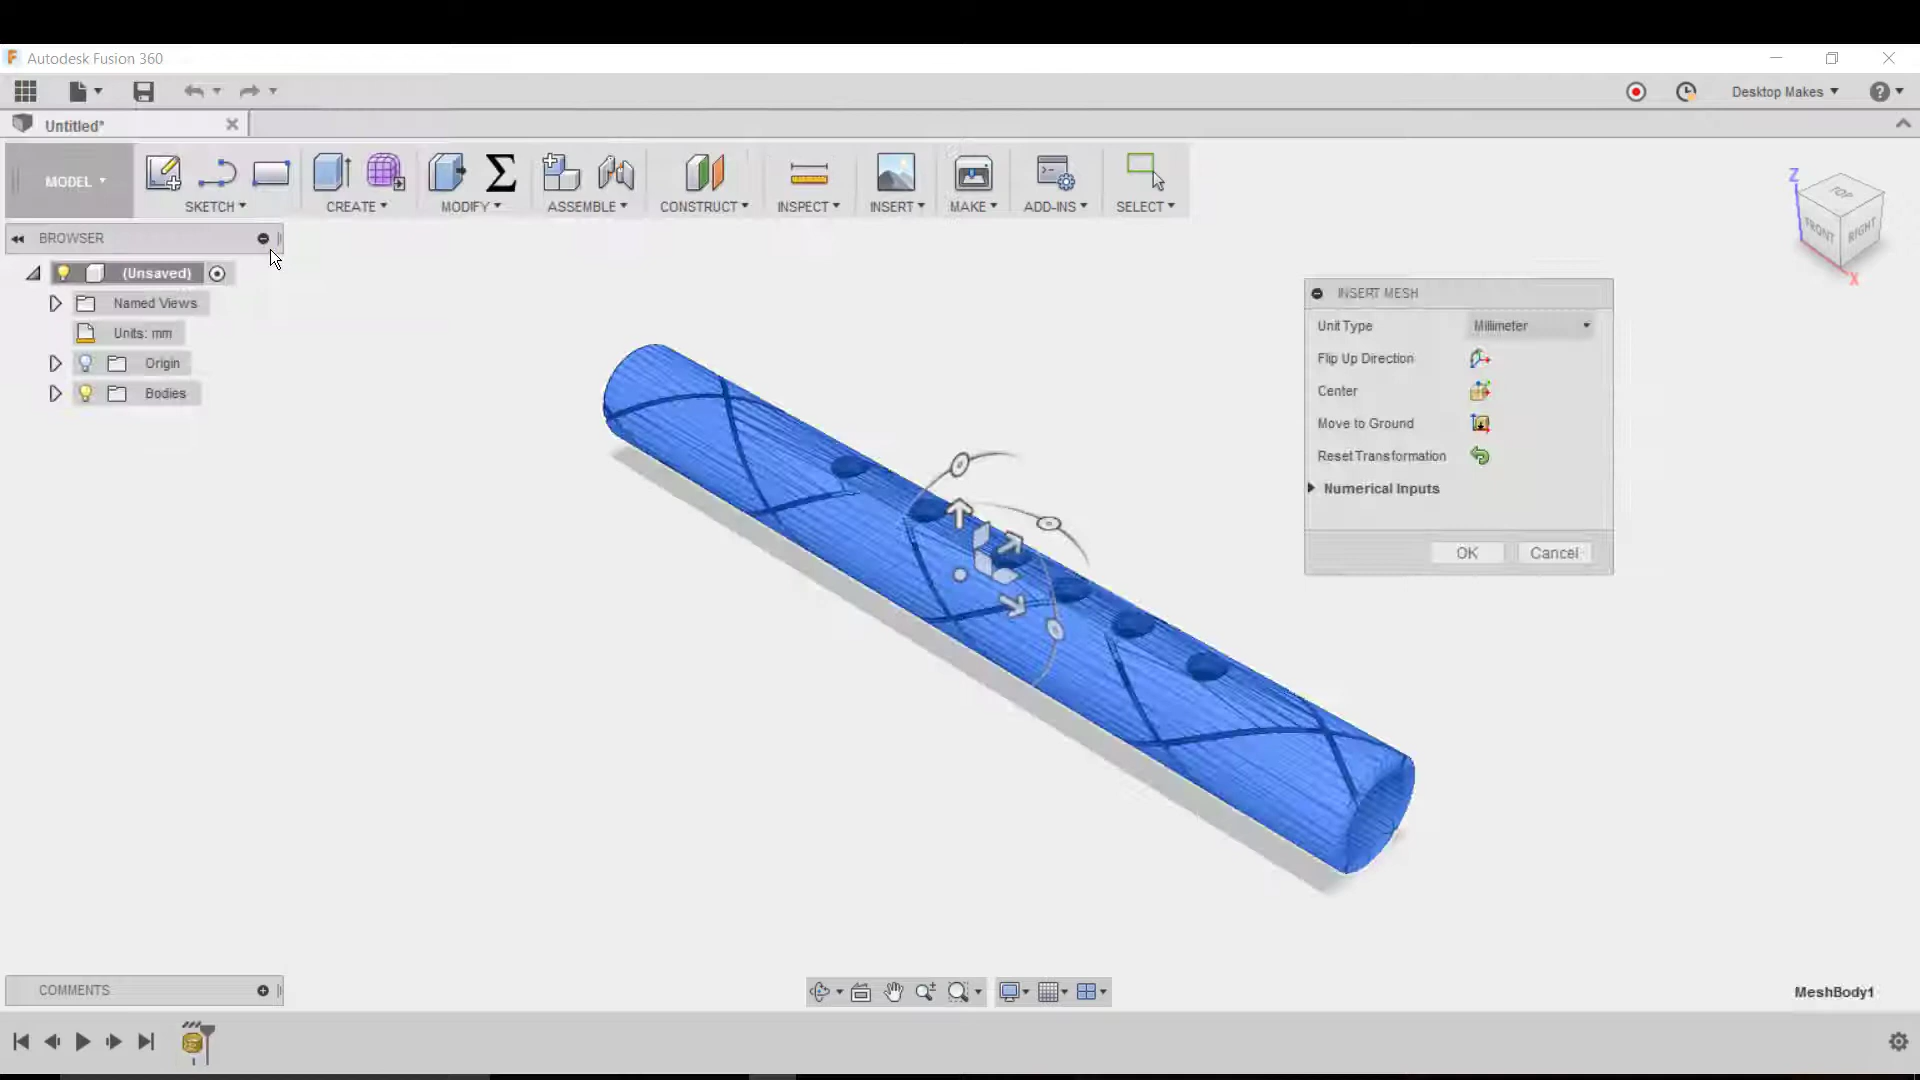 Autodesk Fusion 360
Desktop Makes
Untitled*
MODEL
SKETCH
CREATE
MODIFY
ASSEMBLE
CONSTRUCT
INSPECT
INSERT
MAKE
ADD-INS
SELECT
BROWSER
(Unsaved)
Named Views
Units: mm
Origin
Bodies
Z
TOP
FRONT
RIGHT
X
INSERT MESH
Unit Type
Millimeter
Flip Up Direction
Center
Move to Ground
Reset Transformation
Numerical Inputs
OK
Cancel
COMMENTS
MeshBody1